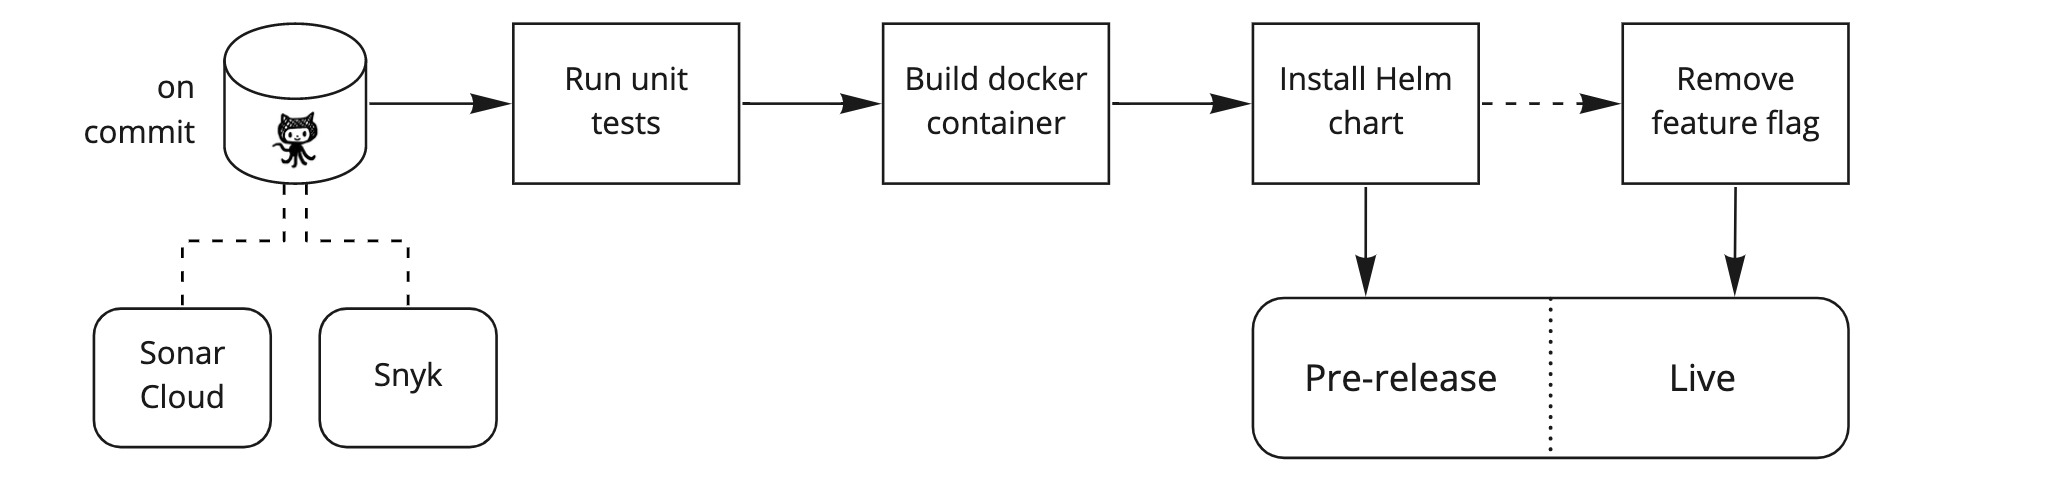 on
commit
Run unit
tests
Build docker
container
Install Helm
chart
Remove
feature flag
Sonar
Cloud
Snyk
Pre-release
Live